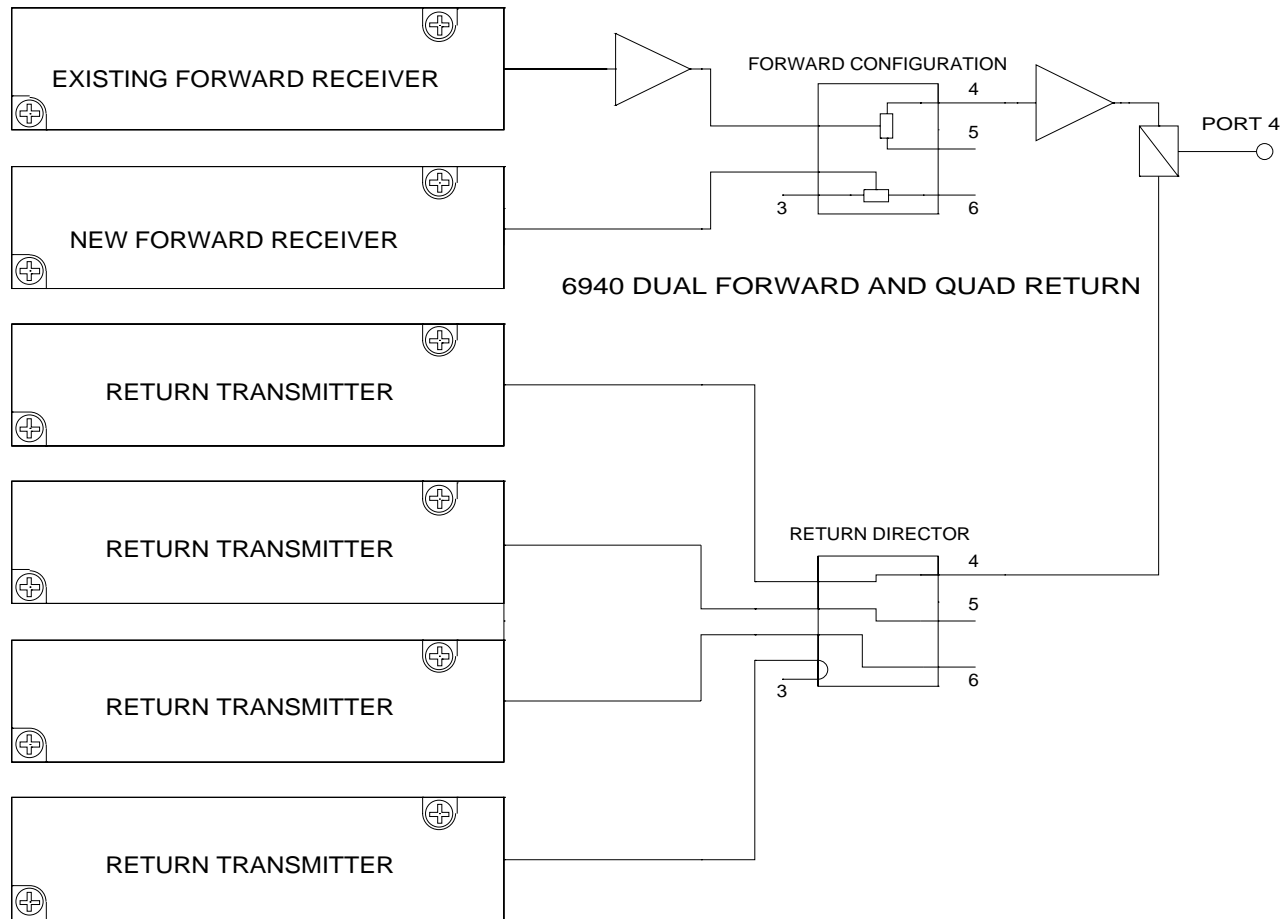 EXISTING FORWARD RECEIVER
FORWARD CONFIGURATION
4
5
PORT 4
3
6
NEW FORWARD RECEIVER
6940 DUAL FORWARD AND QUAD RETURN
RETURN TRANSMITTER
RETURN TRANSMITTER
RETURN DIRECTOR
4
5
3
6
RETURN TRANSMITTER
RETURN TRANSMITTER